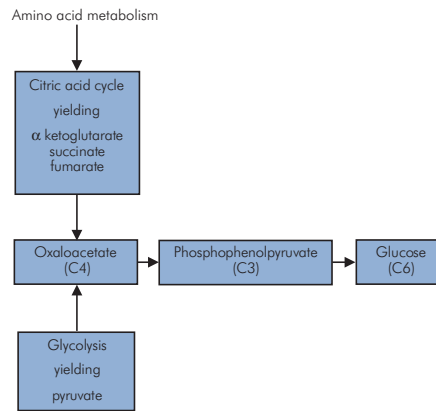 Amino acid metabolism
Citric acid cycle
yielding
α ketoglutarate
succinate
fumarate
Oxaloacetate
(C4)
Phosphophenolpyruvate
(C3)
Glucose
(C6)
Glycolysis
yielding
pyruvate